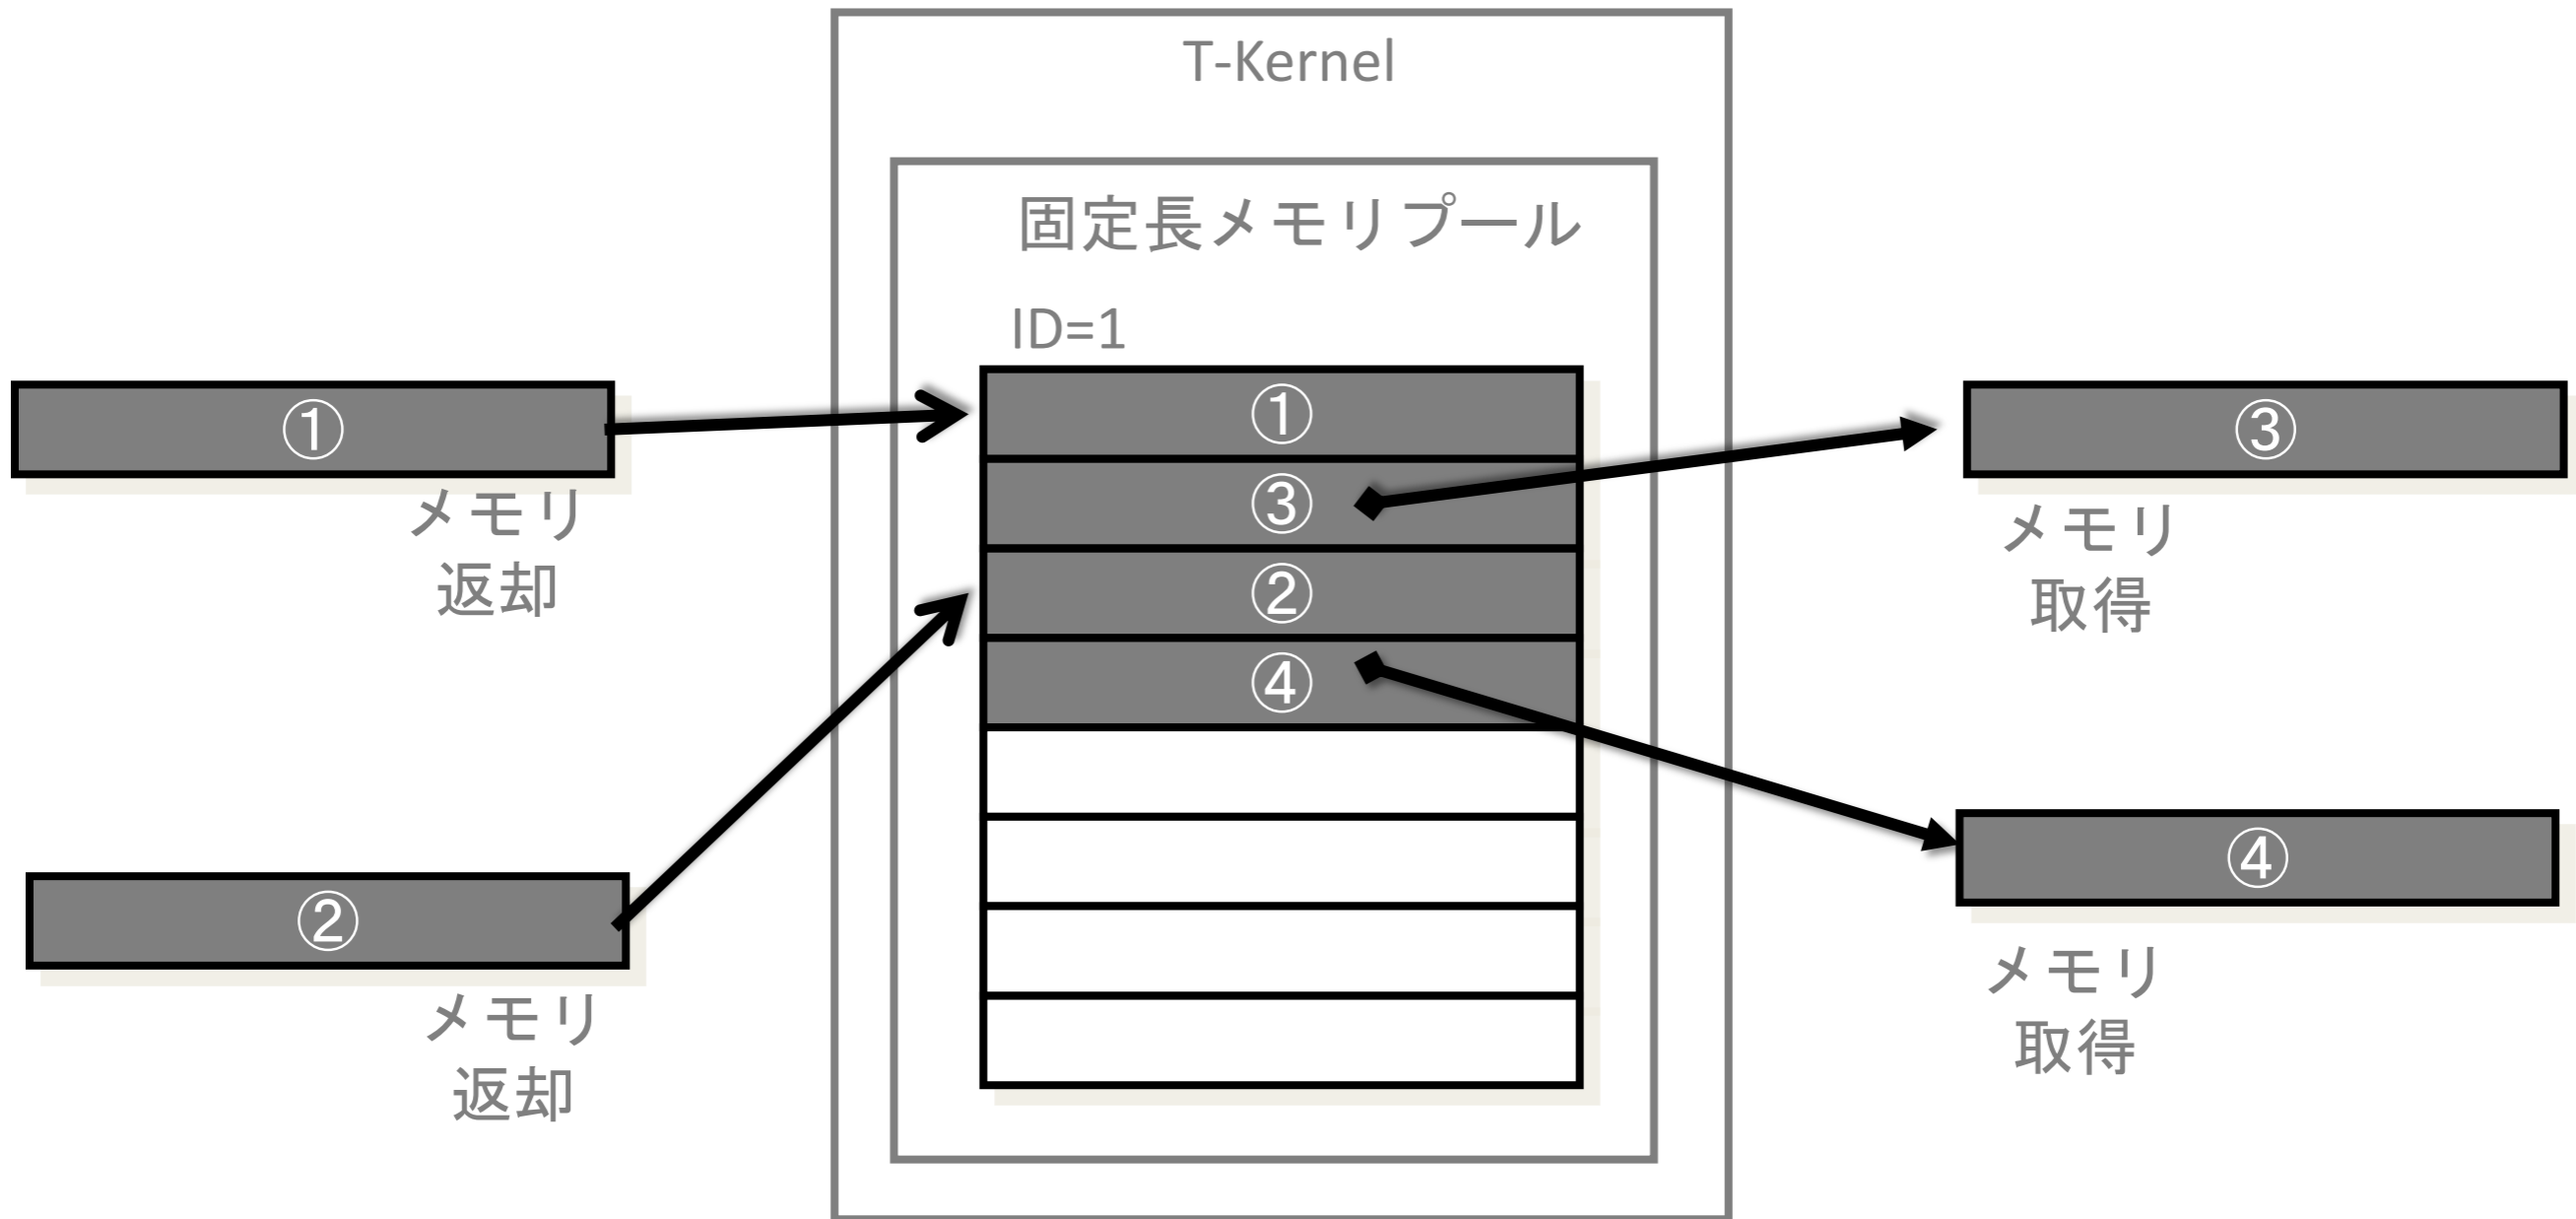 T-Kernel
固定長メモリプール
ID=1
①
メモリ
返却
②
メモリ
返却
①
③
②
④
③
メモリ
取得
④
メモリ
取得